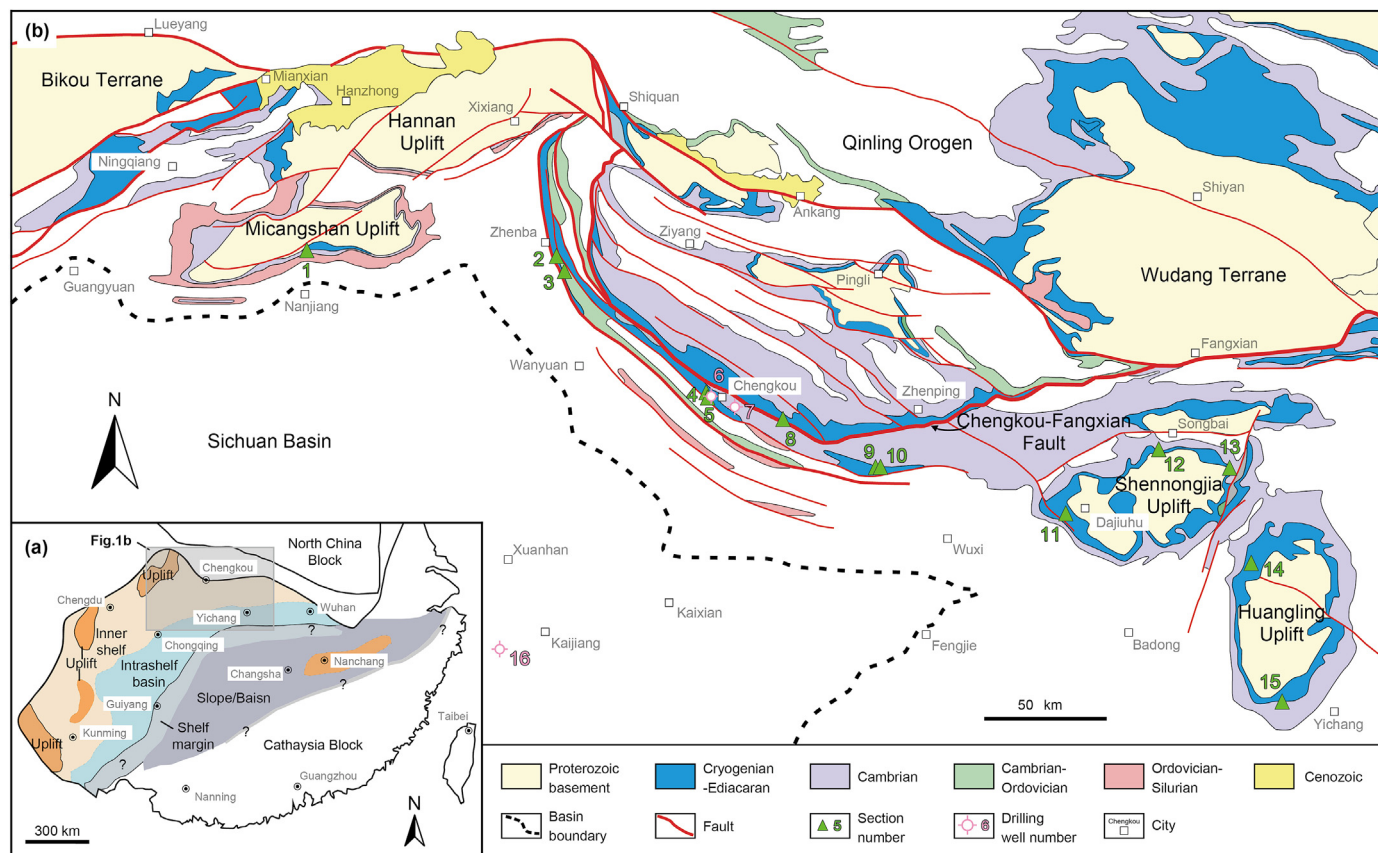 (b)
Lueyang
Bikou Terrane
Mianxian
Hanzhong
Hannan
Uplift
Xixiang
Shiquan
Qinling Orogen
Ningqiang
Shiyan
Micangshan Uplift
Ankang
Zhenba
Ziyang
1
2
3
Guangyuan
Nanjiang
Pingli
Wudang Terrane
Fangxian
Wanyuan
6
Chengkou
4
5
7
8
Zhenping
Chengkou-Fangxian
Fault
Songbai
N
Sichuan Basin
9
10
12
13
Shennongjia
Uplift
Dajiuhu
11
Xuanhan
Wuxi
14
Kaixian
Huangling
Uplift
Kaijiang
16
Fengjie
Badong
15
50 km
Yichang
(a)
Fig.1b
North China
Block
Uplift
Chengkou
Chengdu
Yichang
Wuhan
Inner
shelf
Chongqing
?
?
Uplift
Intrashelf
basin
Changsha
Nanchang
Slope/Baisn
?
Guiyang
?
Shelf
margin
Taibei
Uplift
Kunming
Cathaysia Block
?
Guangzhou
Nanning
N
300 km
Proterozoic
basement
Cryogenian
-Ediacaran
Cambrian
Cambrian-
Ordovician
Ordovician-
Silurian
Cenozoic
Basin
boundary
Fault
5
Section
number
6
Drilling
well number
Chengkou
City